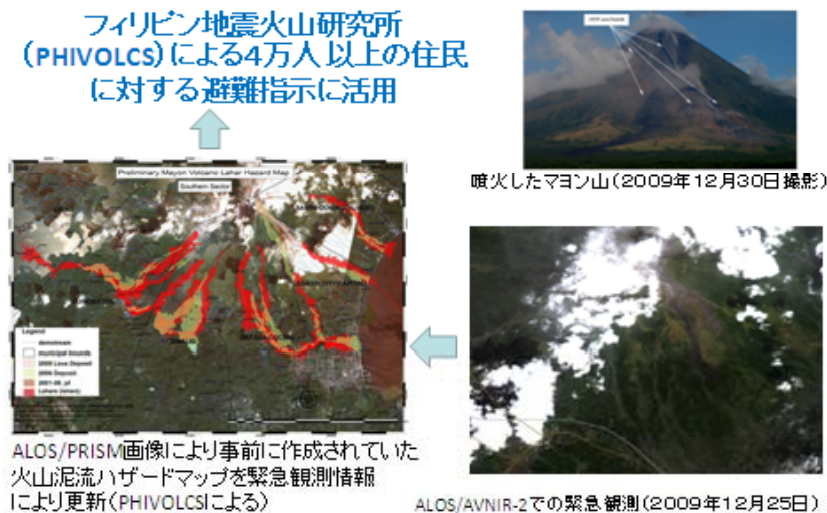 フィリピン地震火山研究所
(PHIVOLCS)による4万人以上の住民
に対する避難指示に活用
噴火したマヨン山(2009年12月30日撮影)
Preliminary Mayon Volcano Lahar Hazard Map
Southern Sector
Legend
municipal bounds
2009 Lava Deposit
2006 Deposit
Lahars
ALOS/PRISM画像により事前に作成されていた
火山泥流ハザードマップを緊急観測情報
により更新(PHIVOLCSによる)
ALOS/AVNIR-2での緊急観測(2009年12月25日)